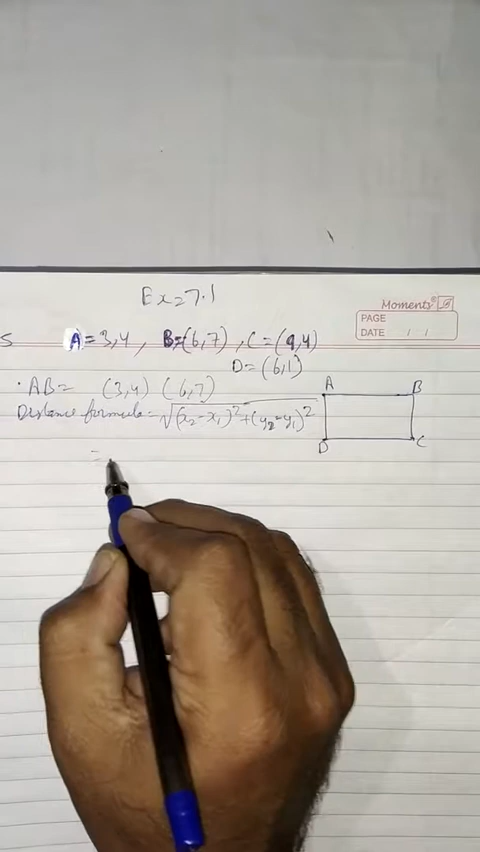 Ex=7.1
Moments
PAGE
DATE / /
s
A=3,4, B=(6,7), C=(9,4)
D=(6,1)
·AB= (3,4) (6,7)
Distance formula=√(x₂-x₁)²+(y₂-y₁)²
=
A B
D C